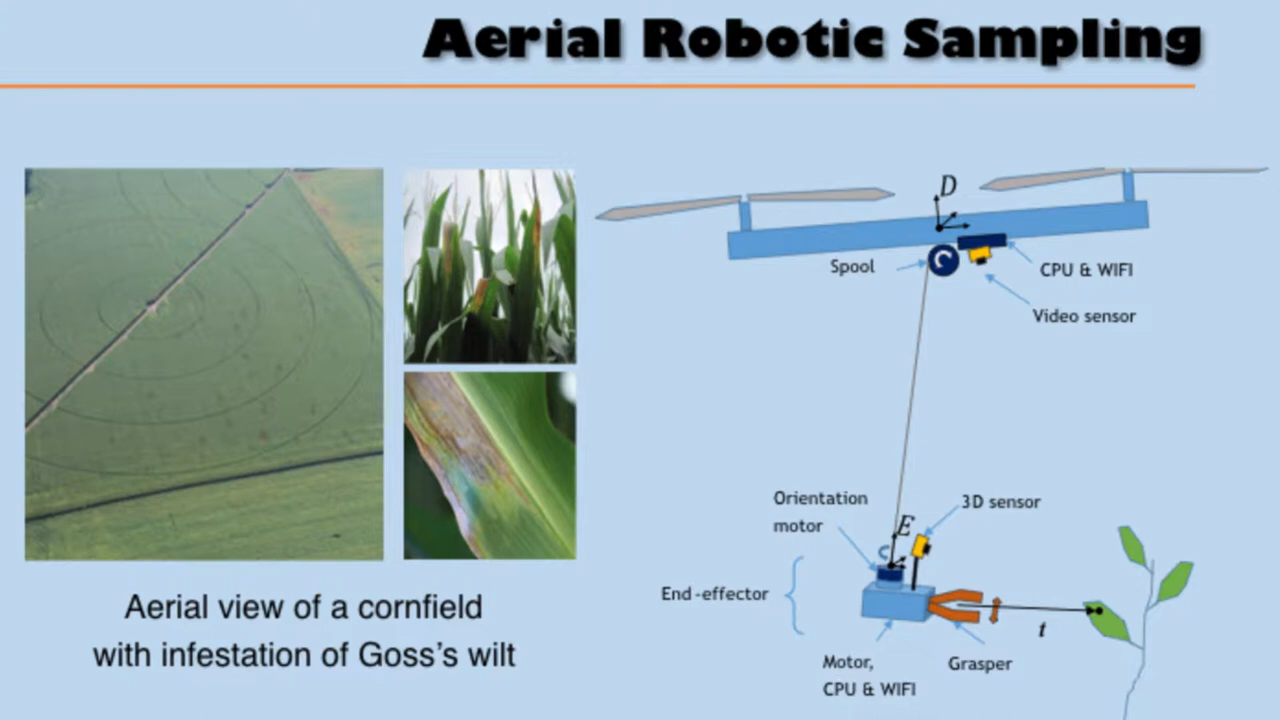 Aerial Robotic Sampling
D
Spool
CPU & WIFI
Video sensor
Orientation
motor
E
3D sensor
End-effector
t
Motor,
CPU & WIFI
Grasper
Aerial view of a cornfield
with infestation of Goss's wilt